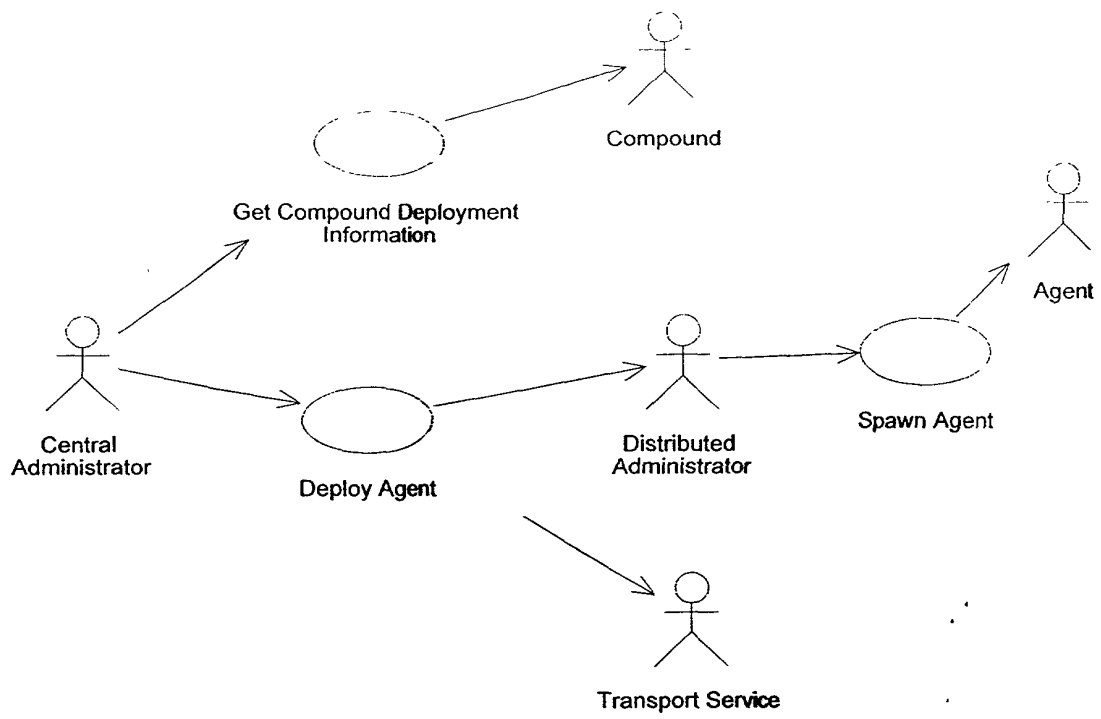 Compound
Get Compound Deployment
Information
Agent
Central
Administrator
Deploy Agent
Distributed
Administrator
Spawn Agent
Transport Service